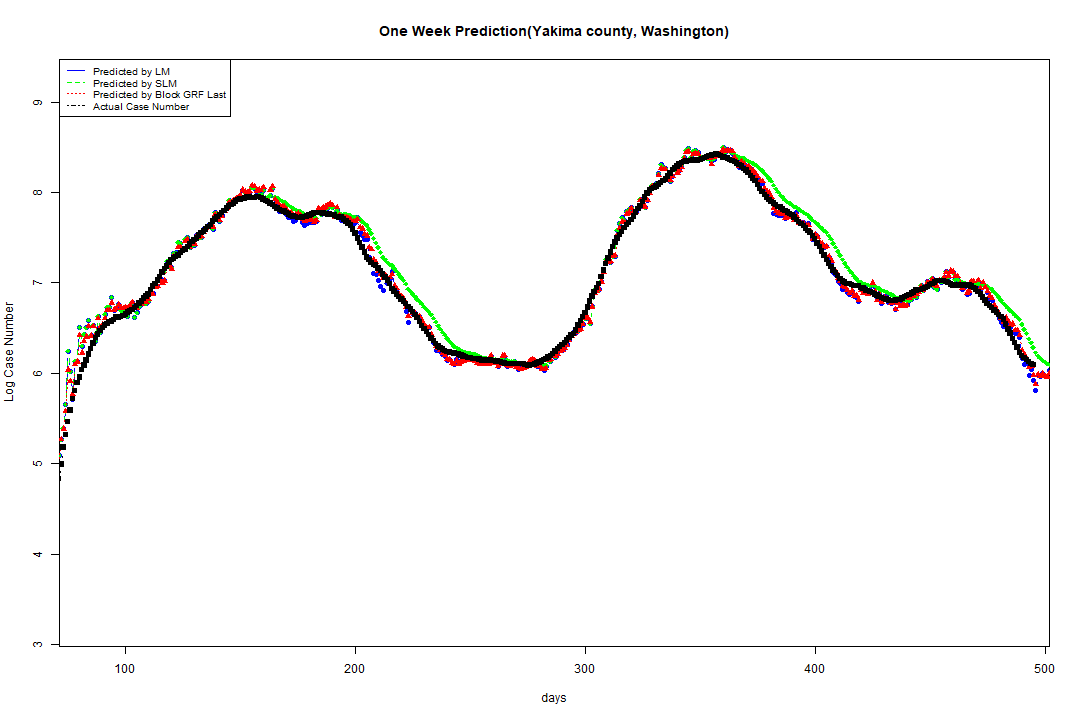 One Week Prediction(Yakima county, Washington)
Predicted by LM
Predicted by SLM
Predicted by Block GRF Last
Actual Case Number
9
8
7
6
5
4
3
Log Case Number
100 200 300 400 500
days